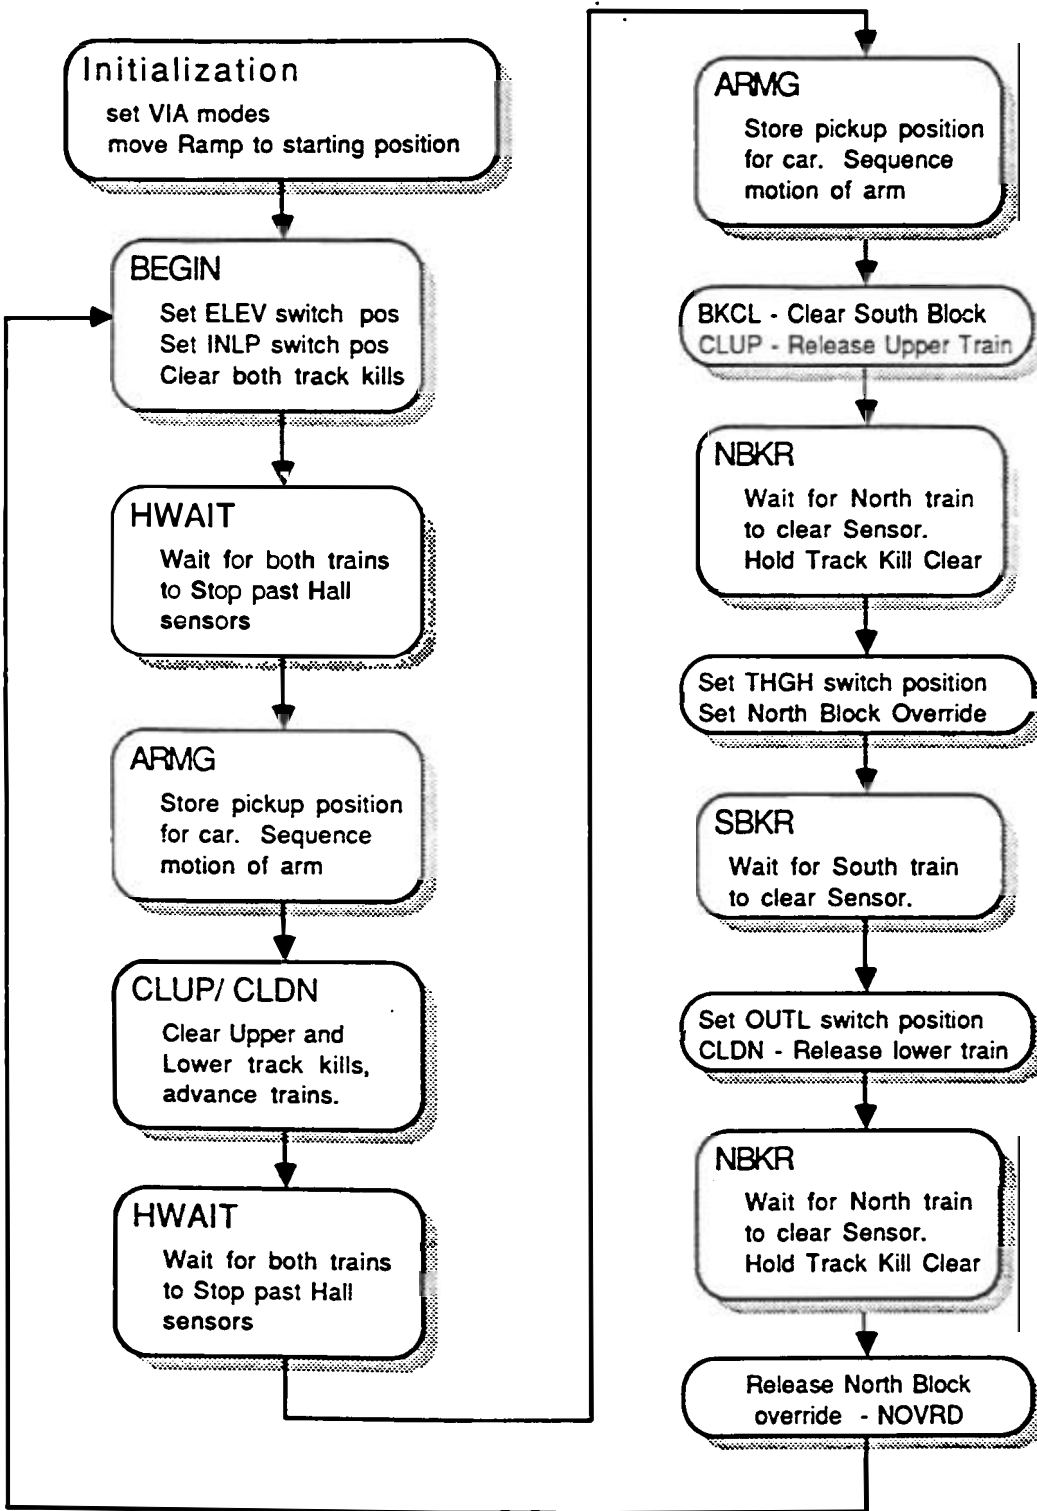 Initialization
set VIA modes
move Ramp to starting position
BEGIN
Set ELEV switch pos
Set INLP switch pos
Clear both track kills
HWAIT
Wait for both trains
to Stop past Hall
sensors
ARMG
Store pickup position
for car. Sequence
motion of arm
CLUP/ CLDN
Clear Upper and
Lower track kills,
advance trains.
HWAIT
Wait for both trains
to Stop past Hall
sensors
ARMG
Store pickup position
for car. Sequence
motion of arm
BKCL - Clear South Block
CLUP - Release Upper Train
NBKR
Wait for North train
to clear Sensor.
Hold Track Kill Clear
Set THGH switch position
Set North Block Override
SBKR
Wait for South train
to clear Sensor.
Set OUTL switch position
CLDN - Release lower train
NBKR
Wait for North train
to clear Sensor.
Hold Track Kill Clear
Release North Block
override - NOVRD